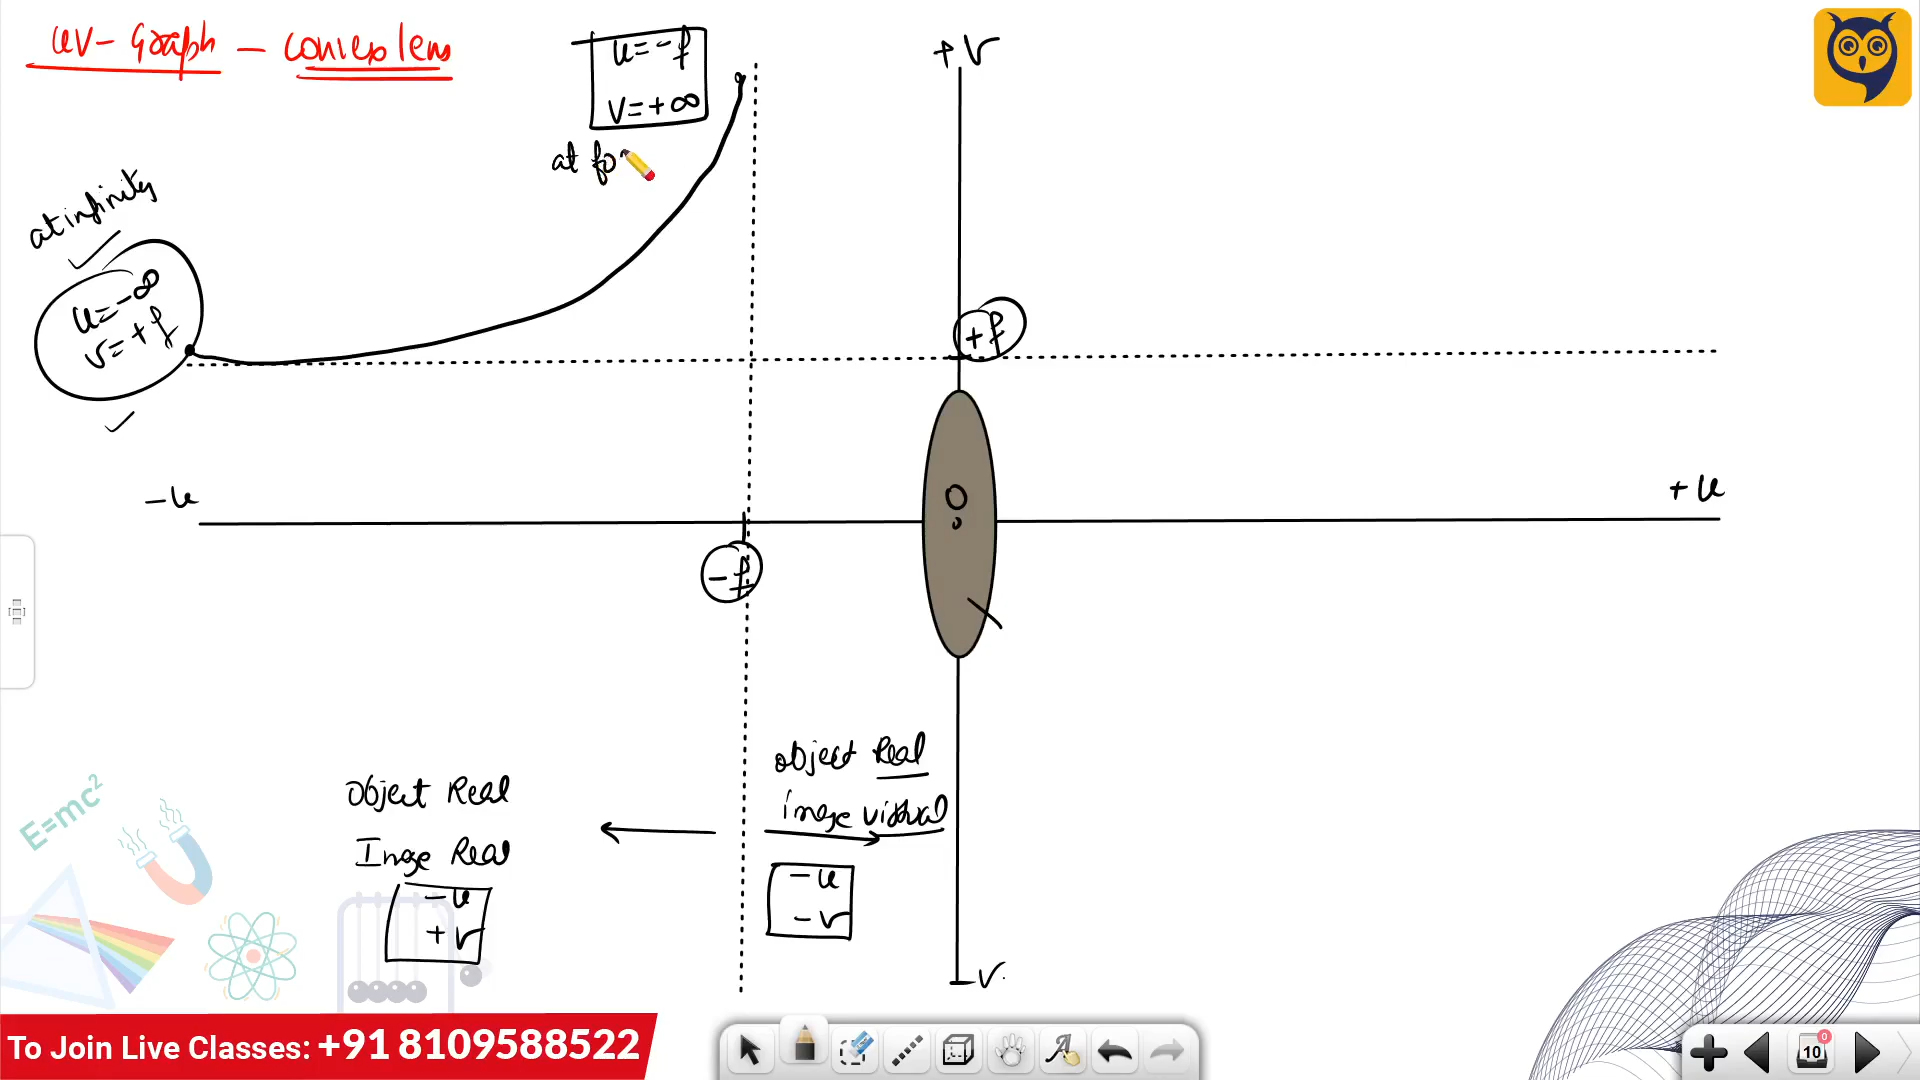 UV- Graph - Convex lens
u=-f
v=+∞
at fo
+v
at infinity
u=-∞
v=+f
+f
-u
O
+u
-f
object Real
image virtual
-u
-v
Object Real
Image Real
-u
+v
-v
E=mc²
To Join Live Classes: +91 8109588522
10
0